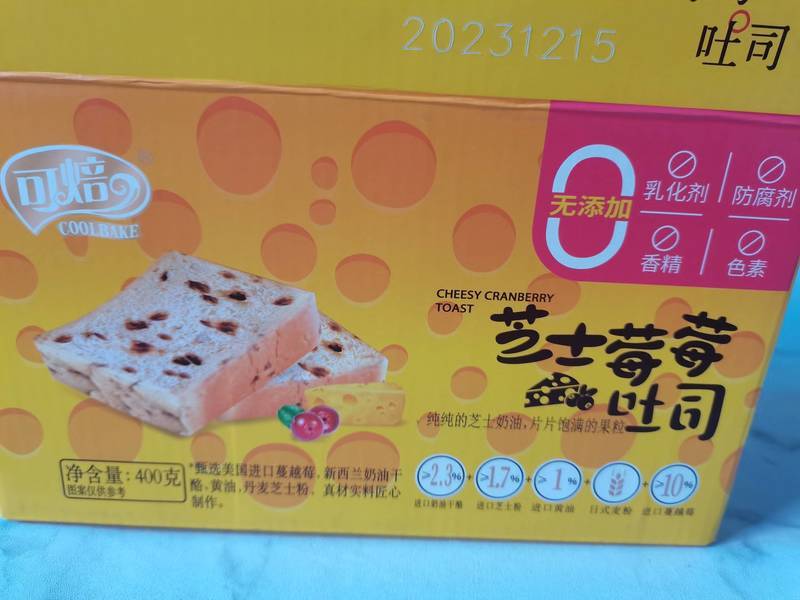 20231215
吐司
可焙
®
COOLBAKE
0
无添加
乳化剂
防腐剂
香精
色素
CHEESY CRANBERRY
TOAST
芝士莓莓
吐司
纯纯的芝士奶油,片片饱满的果粒
净含量:400克
图案仅供参考
*甄选美国进口蔓越莓,新西兰奶油干
酪、黄油,丹麦芝士粉、真材实料匠心
制作。
≥2.3% + ≥1.7% + ≥1% + + ≥10%
进口奶油干酪 进口芝士粉 进口黄油 日式麦粉 进口蔓越莓